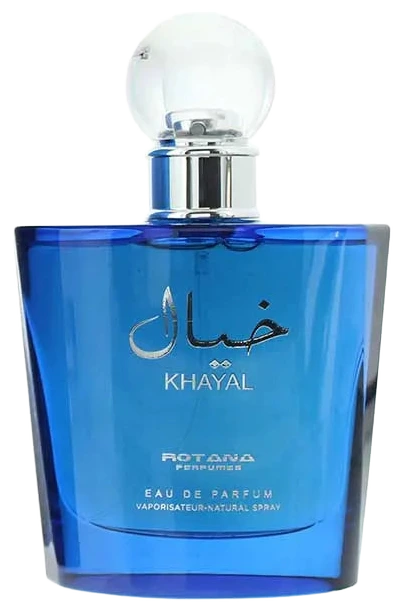 خيال
KHAYAL
ROTANA
PERFUMES
EAU DE PARFUM
VAPORISATEUR•NATURAL SPRAY